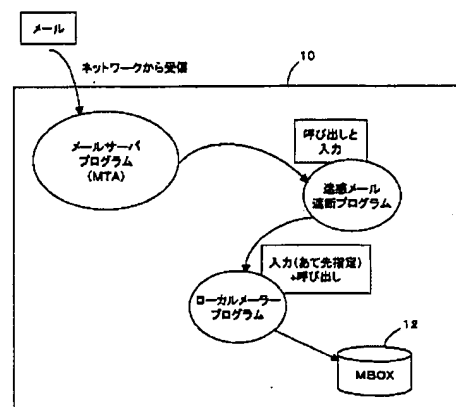 メール
ネットワークから受信
10
メールサーバ
プログラム
(MTA)
呼び出しと
入力
迷惑メール
遮断プログラム
入力(あて先指定)
+呼び出し
ローカルメーラー
プログラム
12
MBOX